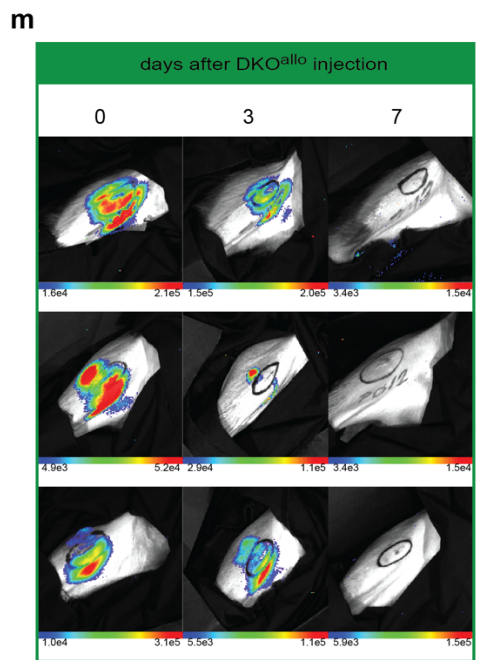 m
days after DKOallo injection
0 3 7
1.6e4 2.1e5 1.5e5 2.0e5 3.4e3 1.5e4
2012
4.9e3 5.2e4 2.9e4 1.1e5 3.4e3 1.5e4
1.0e4 3.1e5 5.5e3 1.1e5 5.9e3 1.5e5